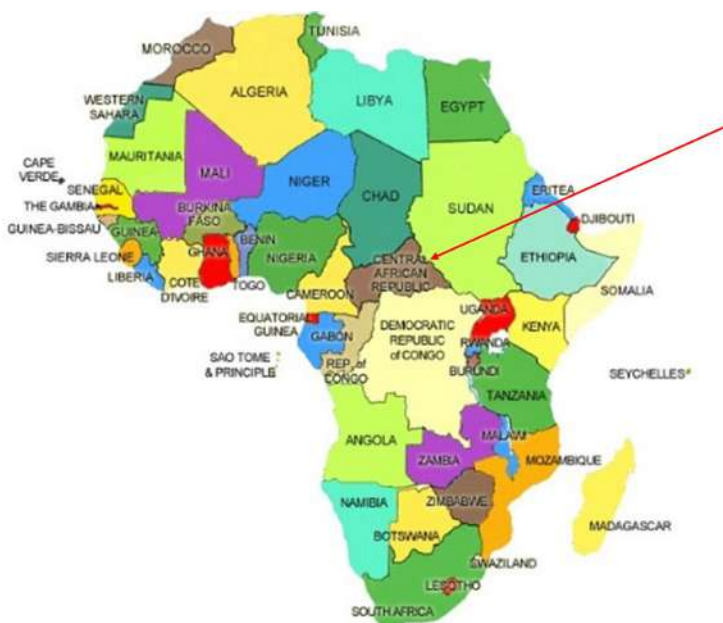 TUNISIA
MOROCCO
ALGERIA
LIBYA
EGYPT
WESTERN
SAHARA
MAURITANIA
MALI
NIGER
CHAD
SUDAN
ERITEA
DJIBOUTI
CAPE
VERDE
SENEGAL
THE GAMBIA
GUINEA-BISSAU
GUINEA
BURKINA
FASO
SIERRA LEONE
LIBERIA
COTE
D'IVOIRE
GHANA
TOGO
BENIN
NIGERIA
CAMEROON
CENTRAL
AFRICAN
REPUBLIC
ETHIOPIA
SOMALIA
EQUATORIAL
GUINEA
GABON
REP. of
CONGO
DEMOCRATIC
REPUBLIC
of CONGO
UGANDA
KENYA
RWANDA
BURUNDI
SAO TOME
& PRINCIPLE
SEYCHELLES
TANZANIA
ANGOLA
ZAMBIA
MALAWI
MOZAMBIQUE
NAMIBIA
ZIMBABWE
BOTSWANA
MADAGASCAR
SWAZILAND
LESOTHO
SOUTH AFRICA